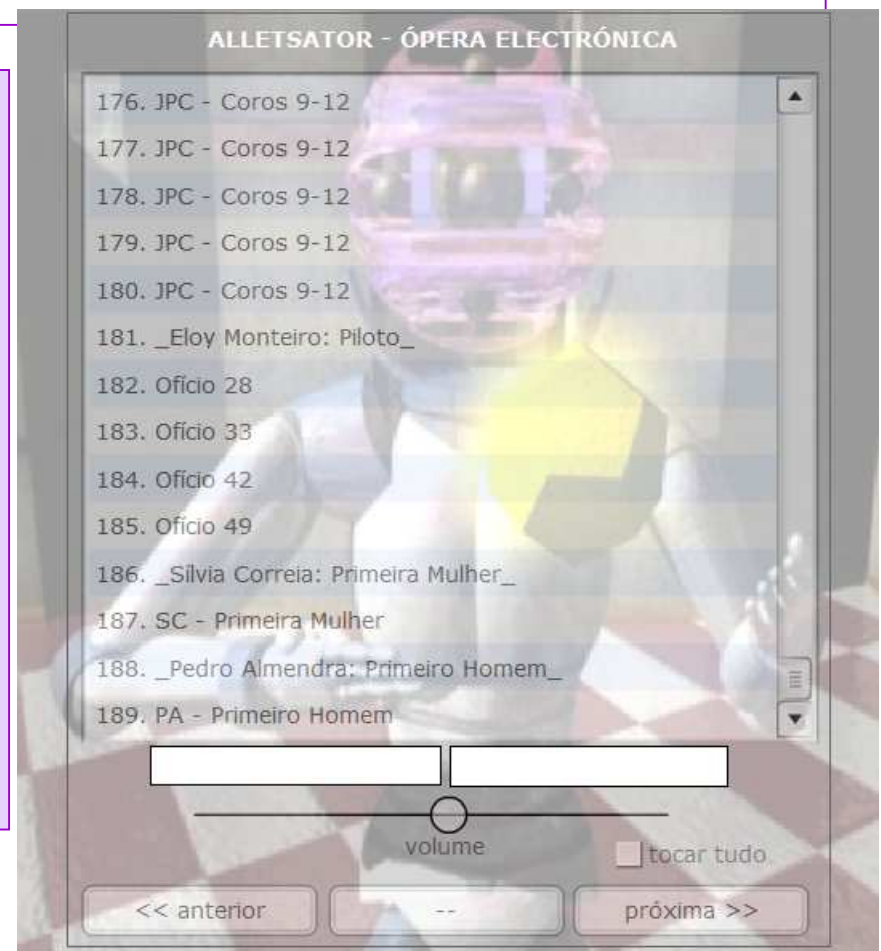 ALLETSATOR - ÓPERA ELECTRÓNICA
176. JPC - Coros 9-12
177. JPC - Coros 9-12
178. JPC - Coros 9-12
179. JPC - Coros 9-12
180. JPC - Coros 9-12
181. _Eloy Monteiro: Piloto_
182. Ofício 28
183. Ofício 33
184. Ofício 42
185. Ofício 49
186. _Sílvia Correia: Primeira Mulher_
187. SC - Primeira Mulher
188. _Pedro Almendra: Primeiro Homem_
189. PA - Primeiro Homem
volume
tocar tudo
<< anterior
--
próxima >>